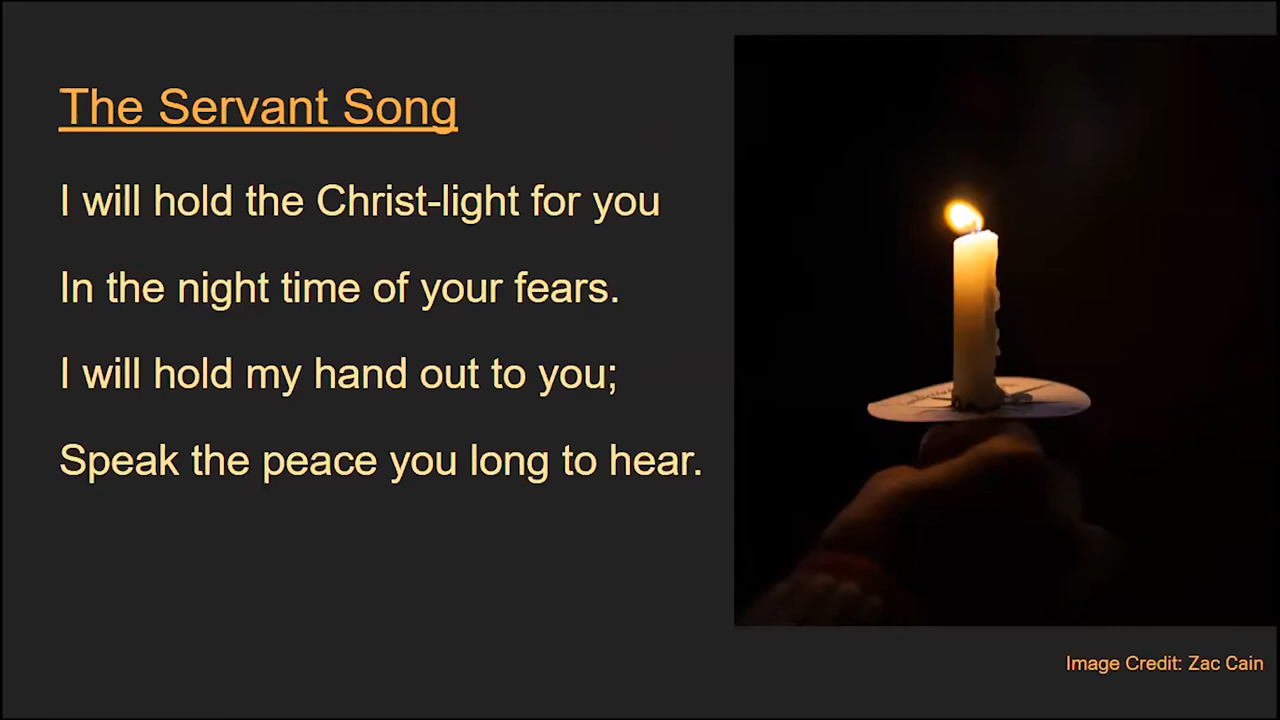 The Servant Song
I will hold the Christ-light for you
In the night time of your fears.
I will hold my hand out to you;
Speak the peace you long to hear.
Image Credit: Zac Cain